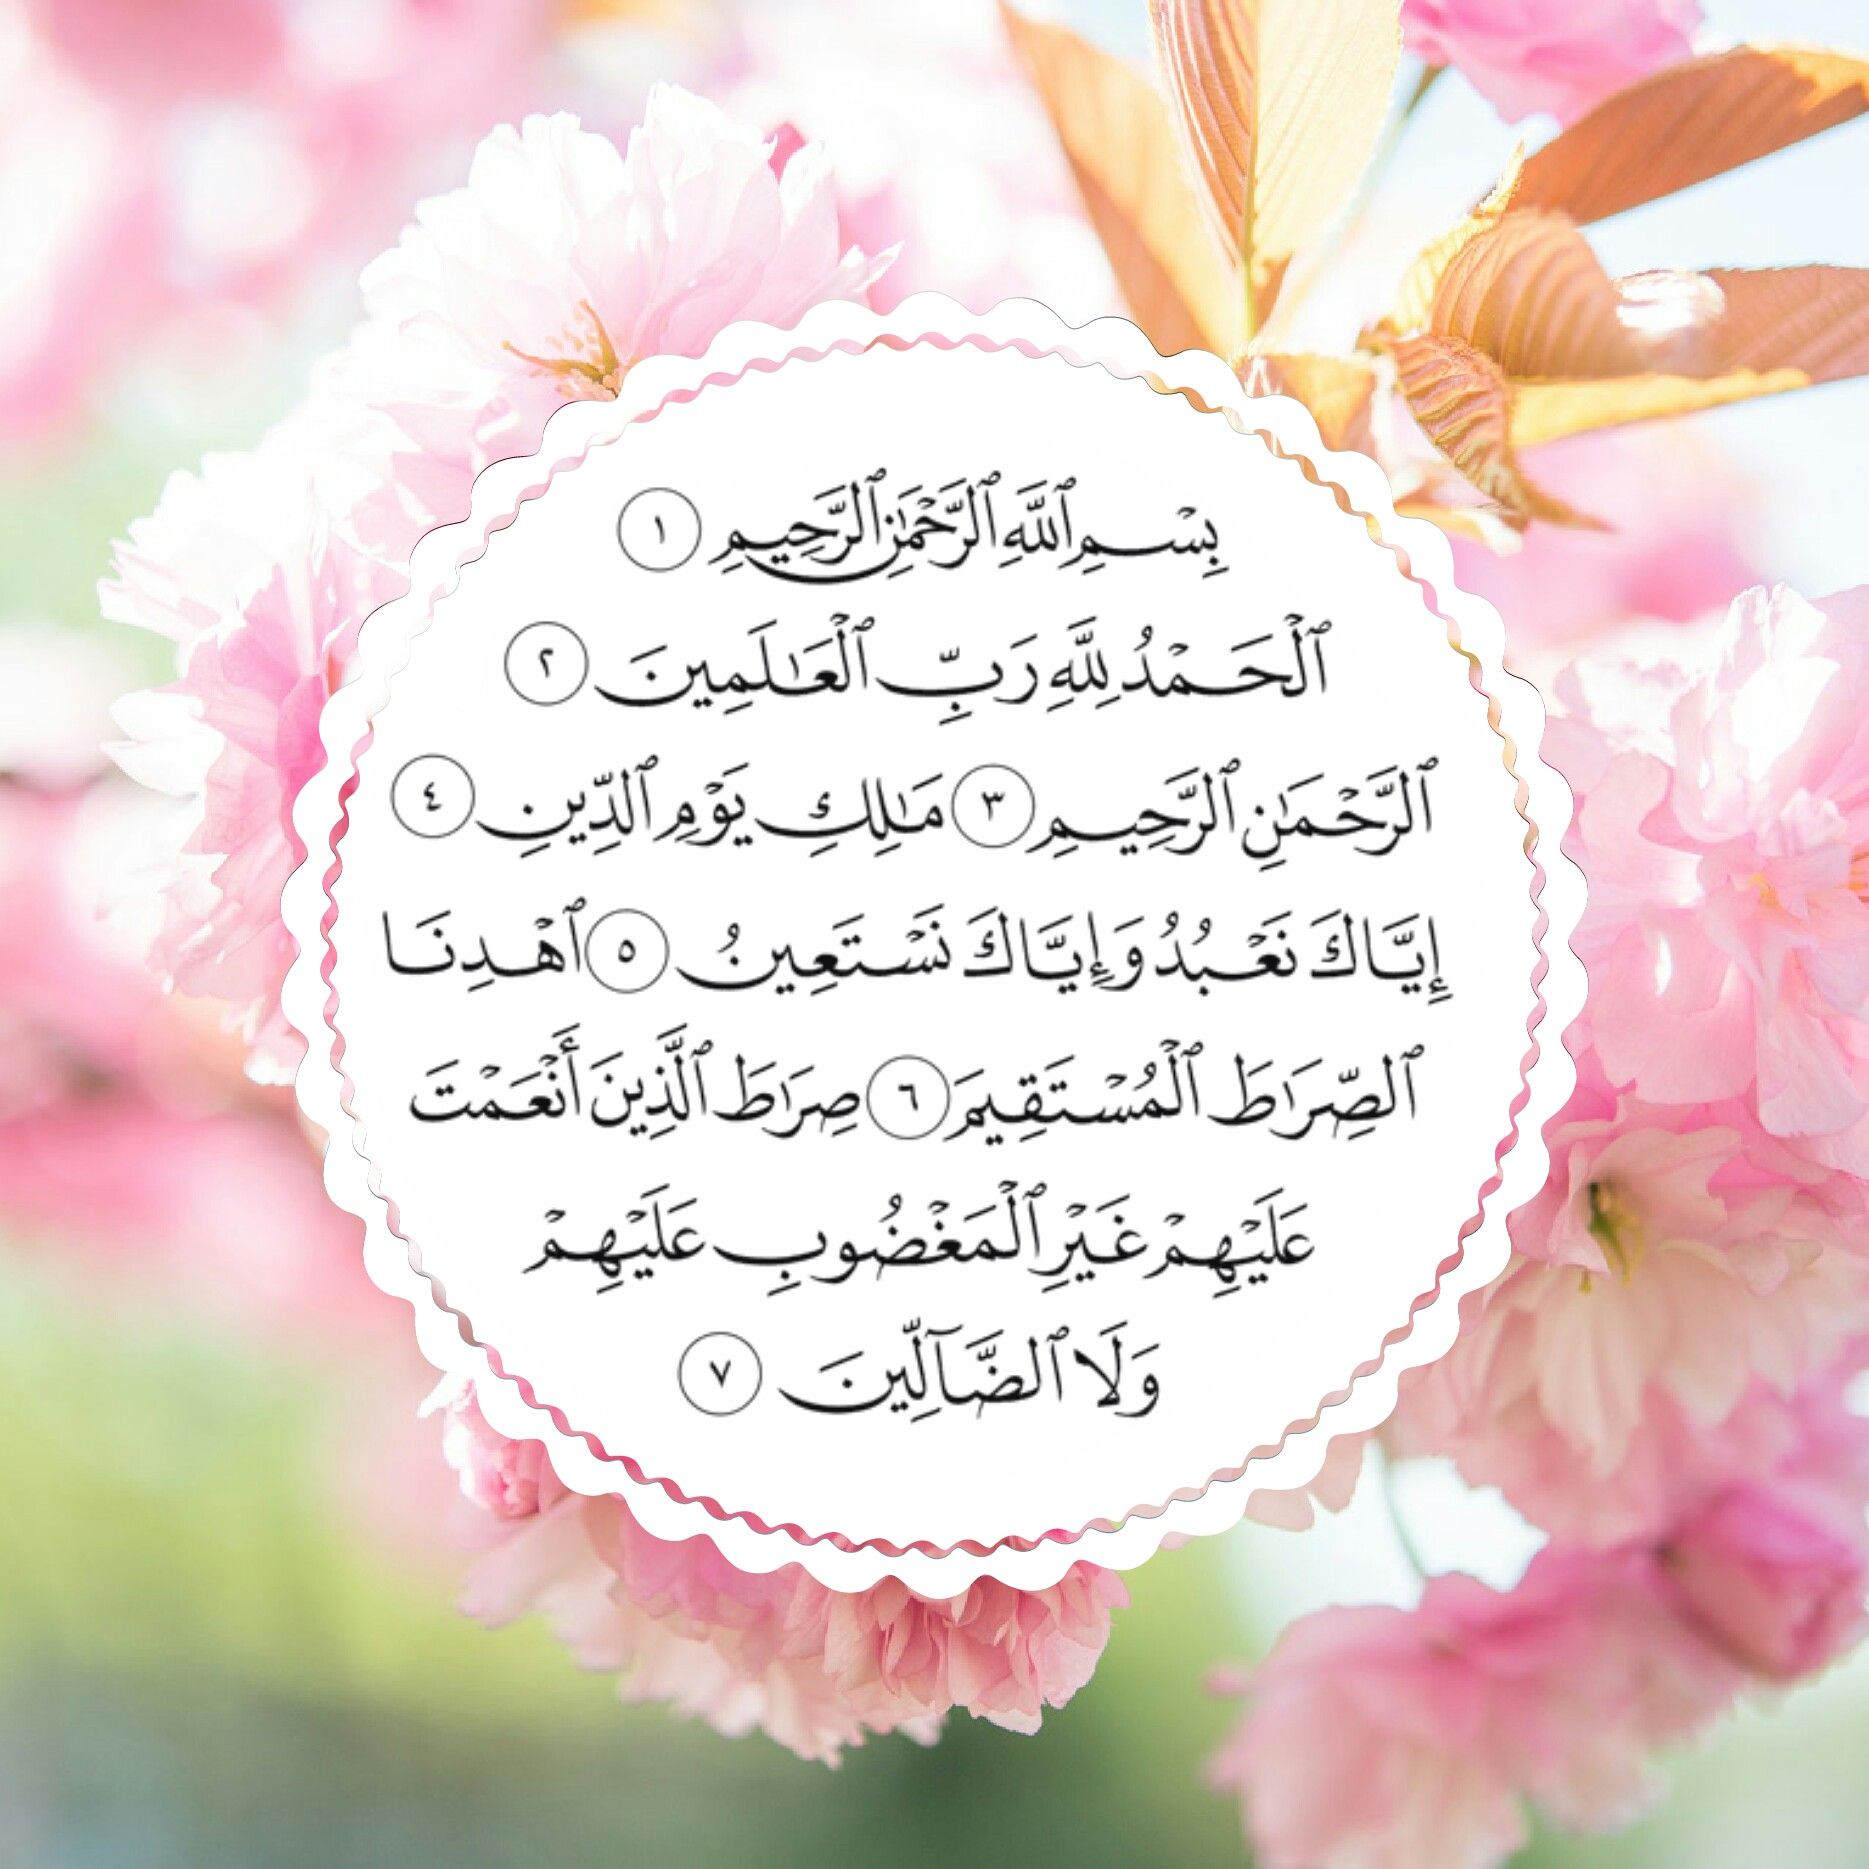 بِسْمِ ٱللَّهِ ٱلرَّحْمَٰنِ ٱلرَّحِيمِ ١
ٱلْحَمْدُ لِلَّهِ رَبِّ ٱلْعَٰلَمِينَ ٢
ٱلرَّحْمَٰنِ ٱلرَّحِيمِ ٣ مَٰلِكِ يَوْمِ ٱلدِّينِ ٤
إِيَّاكَ نَعْبُدُ وَإِيَّاكَ نَسْتَعِينُ ٥ ٱهْدِنَا
ٱلصِّرَٰطَ ٱلْمُسْتَقِيمَ ٦ صِرَٰطَ ٱلَّذِينَ أَنْعَمْتَ
عَلَيْهِمْ غَيْرِ ٱلْمَغْضُوبِ عَلَيْهِمْ
وَلَا ٱلضَّآلِّينَ ٧